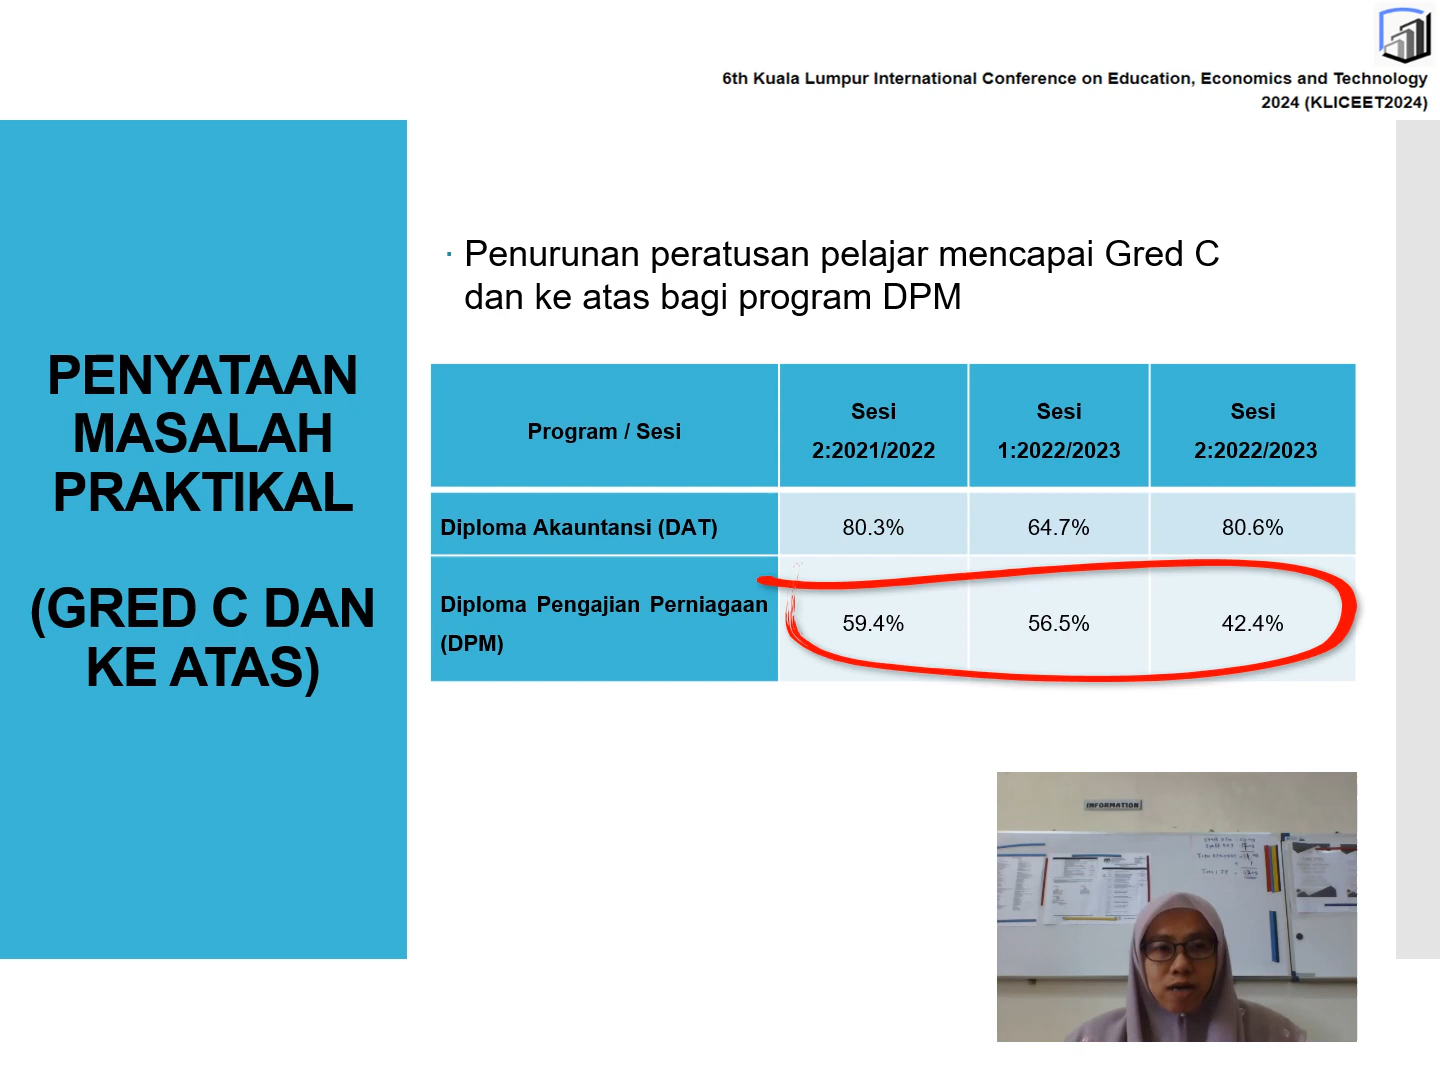 6th Kuala Lumpur International Conference on Education, Economics and Technology
2024 (KLICEET2024)
PENYATAAN
MASALAH
PRAKTIKAL
(GRED C DAN
KE ATAS)
· Penurunan peratusan pelajar mencapai Gred C
dan ke atas bagi program DPM
Program / Sesi
Sesi
2:2021/2022
Sesi
1:2022/2023
Sesi
2:2022/2023
Diploma Akauntansi (DAT)
80.3%
64.7%
80.6%
Diploma Pengajian Perniagaan
(DPM)
59.4%
56.5%
42.4%
INFORMATION